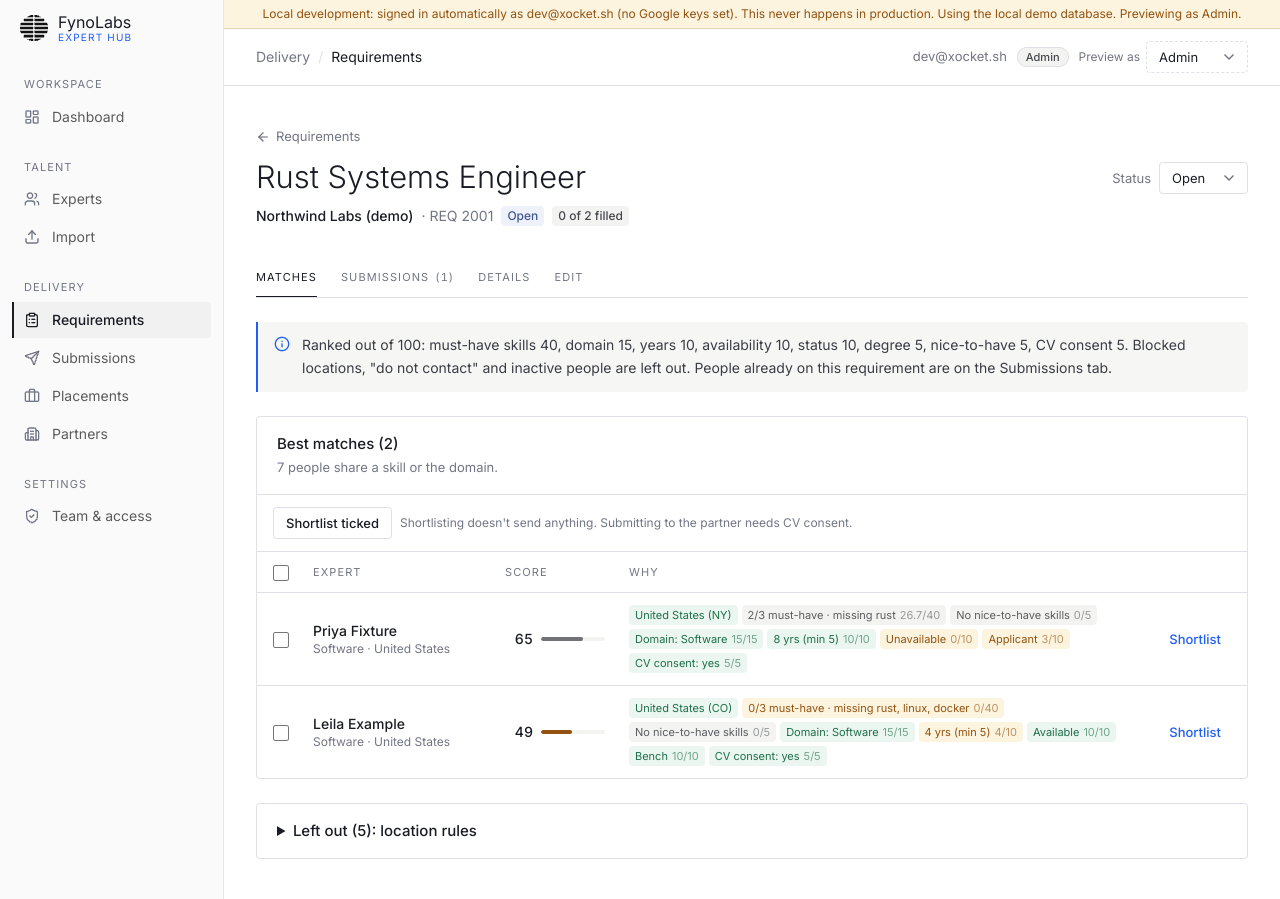 FynoLabs
EXPERT HUB
Local development: signed in automatically as dev@xocket.sh (no Google keys set). This never happens in production. Using the local demo database. Previewing as Admin.
Delivery / Requirements
dev@xocket.sh Admin Preview as Admin
WORKSPACE
Dashboard
TALENT
Experts
Import
DELIVERY
Requirements
Submissions
Placements
Partners
SETTINGS
Team & access
← Requirements
Rust Systems Engineer
Status Open
Northwind Labs (demo) · REQ 2001 Open 0 of 2 filled
MATCHES SUBMISSIONS (1) DETAILS EDIT
Ranked out of 100: must-have skills 40, domain 15, years 10, availability 10, status 10, degree 5, nice-to-have 5, CV consent 5. Blocked
locations, "do not contact" and inactive people are left out. People already on this requirement are on the Submissions tab.
Best matches (2)
7 people share a skill or the domain.
Shortlist ticked Shortlisting doesn't send anything. Submitting to the partner needs CV consent.
EXPERT SCORE WHY
Priya Fixture
Software · United States
65
United States (NY) 2/3 must-have · missing rust 26.7/40 No nice-to-have skills 0/5
Domain: Software 15/15 8 yrs (min 5) 10/10 Unavailable 0/10 Applicant 3/10
CV consent: yes 5/5
Shortlist
Leila Example
Software · United States
49
United States (CO) 0/3 must-have · missing rust, linux, docker 0/40
No nice-to-have skills 0/5 Domain: Software 15/15 4 yrs (min 5) 4/10 Available 10/10
Bench 10/10 CV consent: yes 5/5
Shortlist
Left out (5): location rules